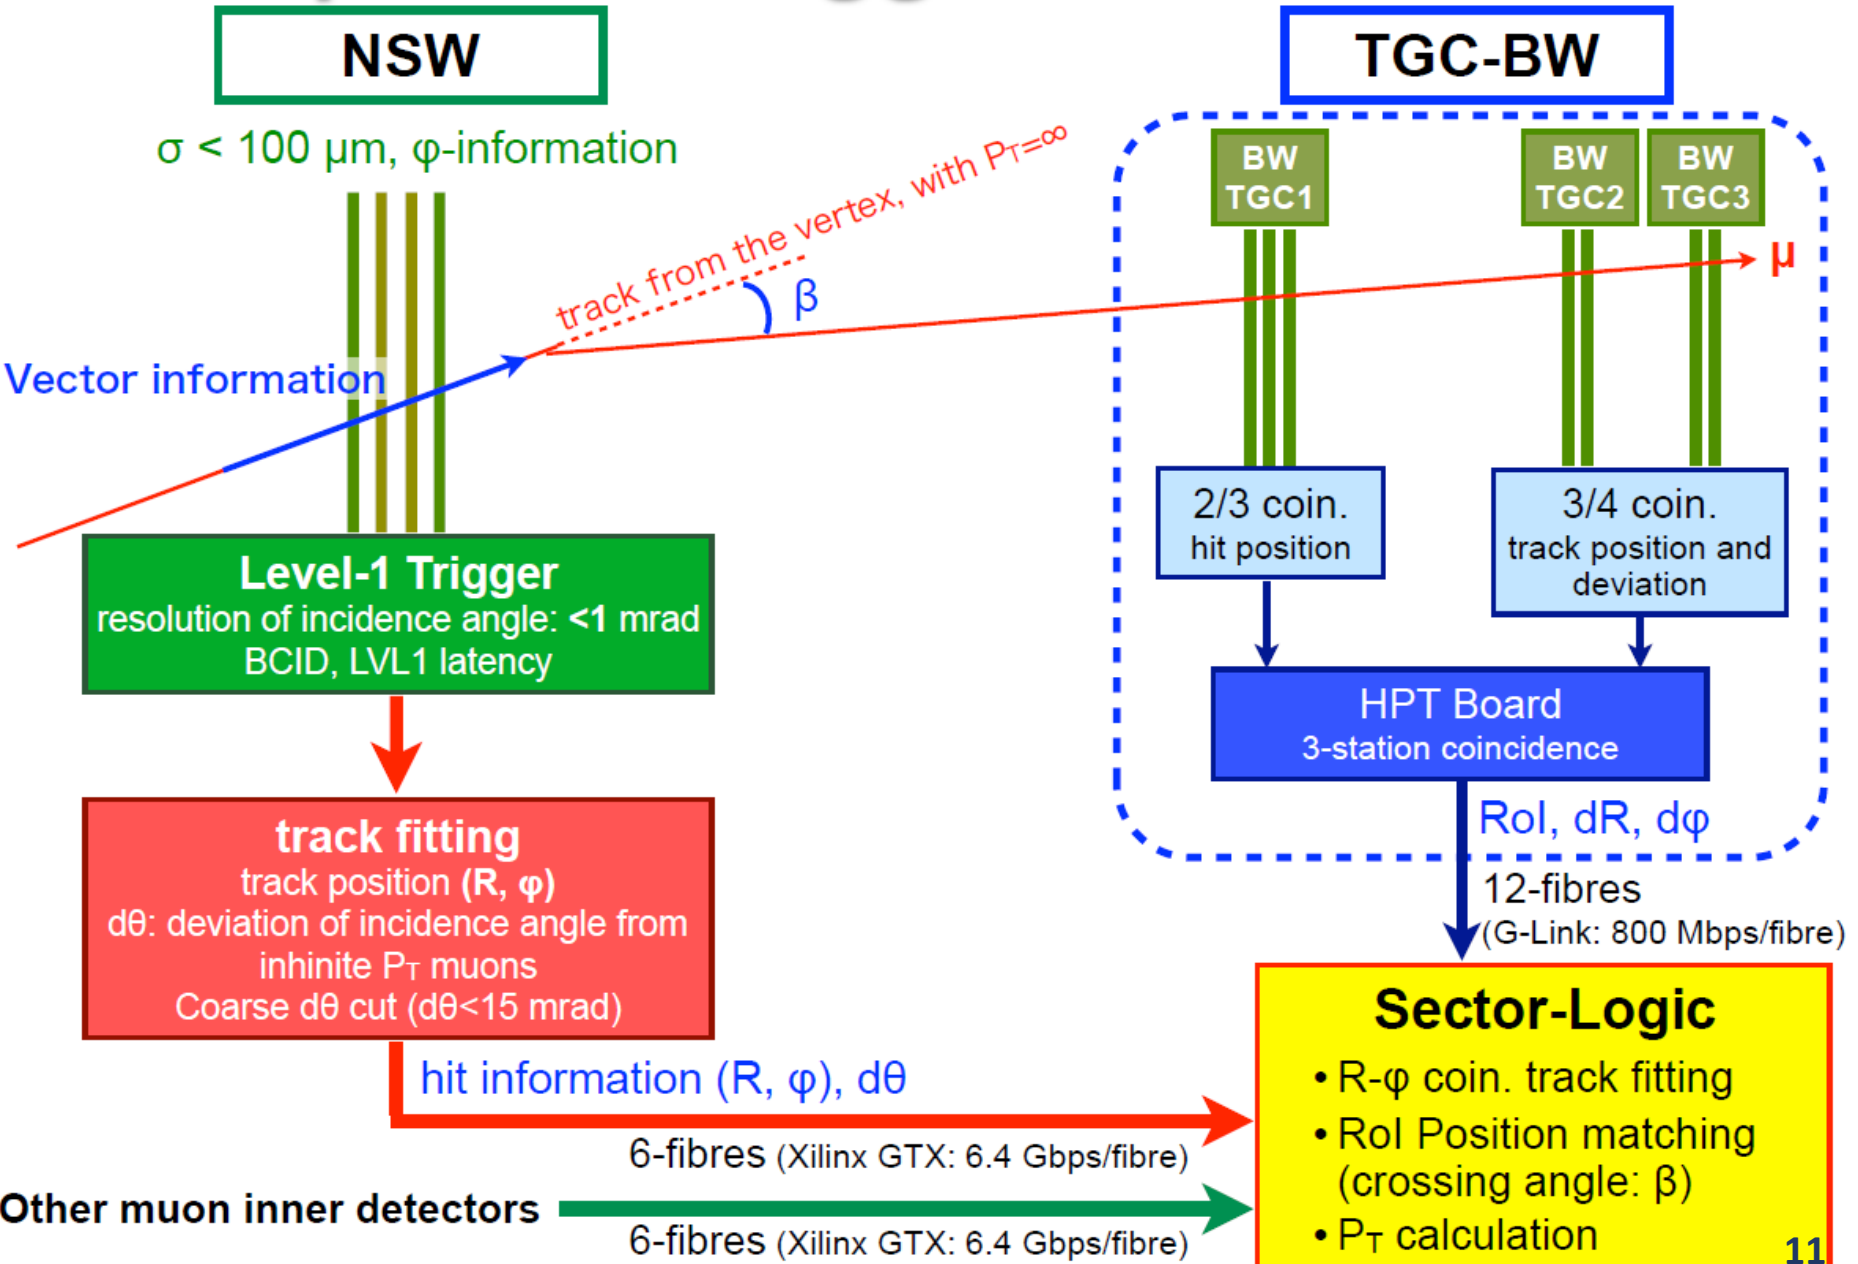 NSW
σ < 100 μm, φ-information
track from the vertex, with PT=∞
β
Vector information
Level-1 Trigger
resolution of incidence angle: <1 mrad
BCID, LVL1 latency
track fitting
track position (R, φ)
dθ: deviation of incidence angle from
inhinite PT muons
Coarse dθ cut (dθ<15 mrad)
hit information (R, φ), dθ
6-fibres (Xilinx GTX: 6.4 Gbps/fibre)
Other muon inner detectors
6-fibres (Xilinx GTX: 6.4 Gbps/fibre)
TGC-BW
BW
TGC1
BW
TGC2
BW
TGC3
μ
2/3 coin.
hit position
3/4 coin.
track position and
deviation
HPT Board
3-station coincidence
RoI, dR, dφ
12-fibres
(G-Link: 800 Mbps/fibre)
Sector-Logic
• R-φ coin. track fitting
• RoI Position matching
(crossing angle: β)
• PT calculation
11